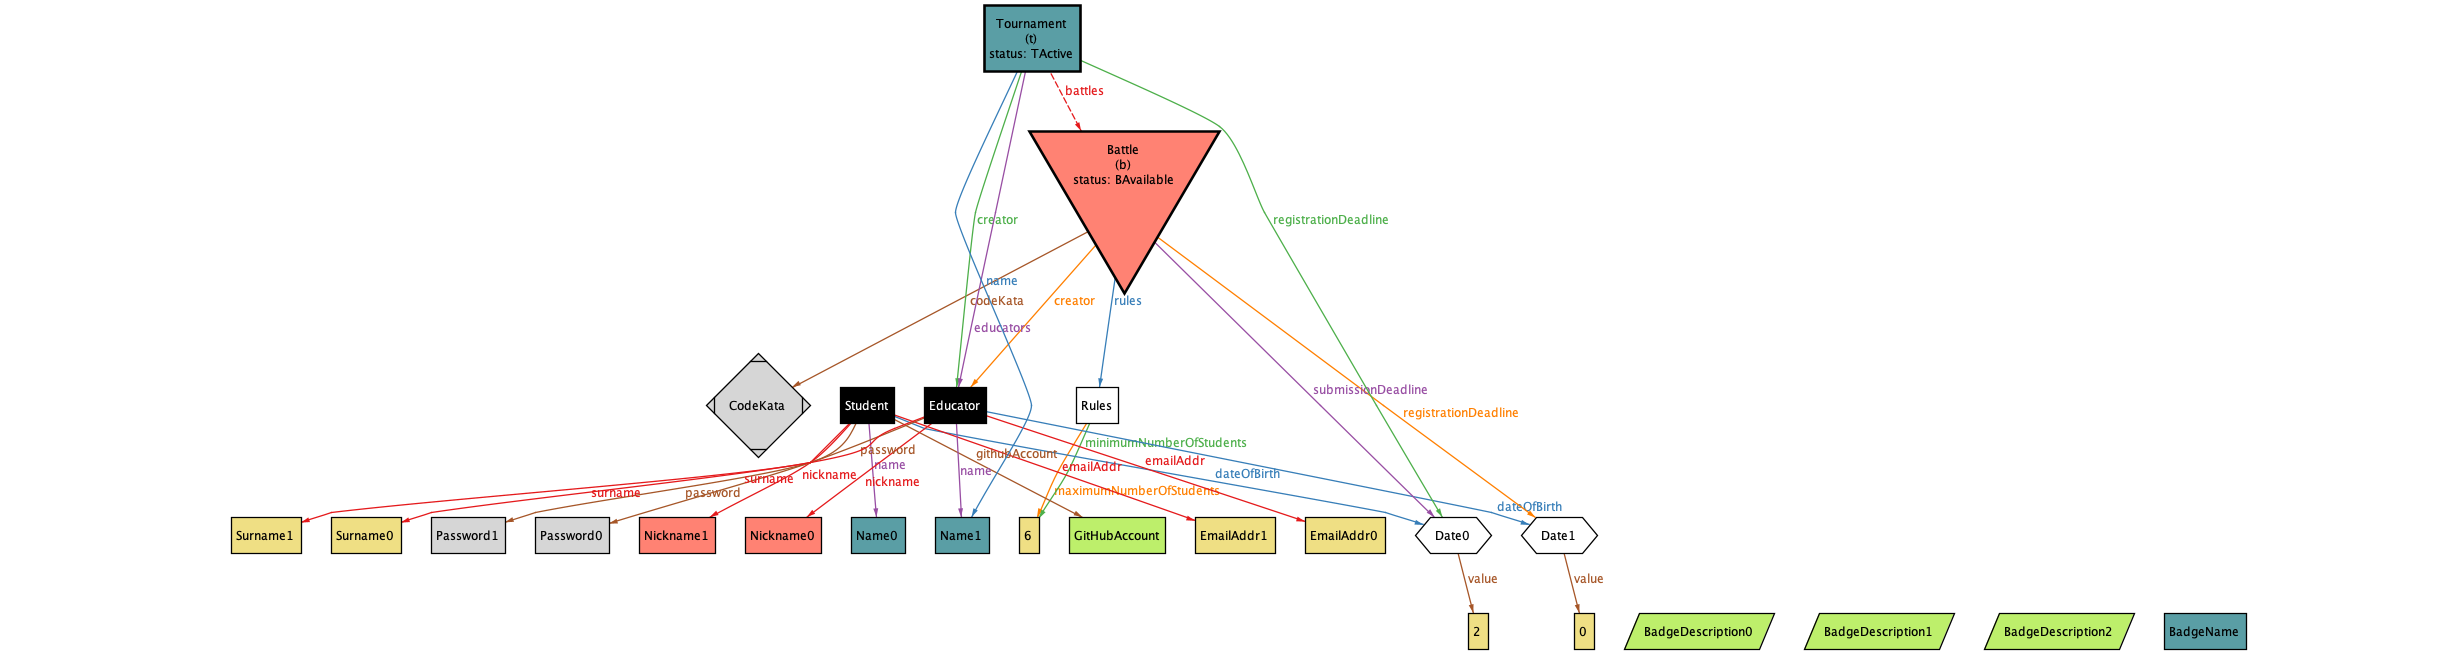 Tournament
(t)
status: TActive
battles
Battle
(b)
status: BAvailable
creator
registrationDeadline
name
codeKata
creator
rules
educators
submissionDeadline
CodeKata
Student
Educator
Rules
registrationDeadline
minimumNumberOfStudents
password
githubAccount
name
emailAddr
emailAddr
name
dateOfBirth
nickname
surname
nickname
surname
password
maximumNumberOfStudents
dateOfBirth
Surname1
Surname0
Password1
Password0
Nickname1
Nickname0
Name0
Name1
6
GitHubAccount
EmailAddr1
EmailAddr0
Date0
Date1
value
value
2
0
BadgeDescription0
BadgeDescription1
BadgeDescription2
BadgeName